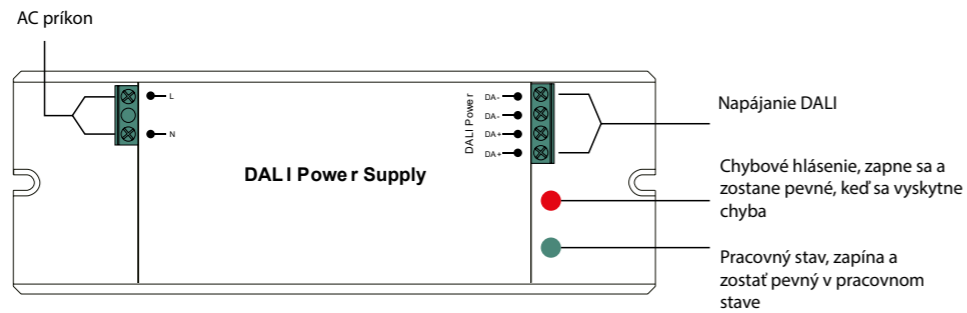 AC príkon
L
N
DALI Power Supply
DALI Power
DA-
DA-
DA+
DA+
Napájanie DALI
Chybové hlásenie, zapne sa a
zostane pevné, keď sa vyskytne
chyba
Pracovný stav, zapína a
zostať pevný v pracovnom
stave